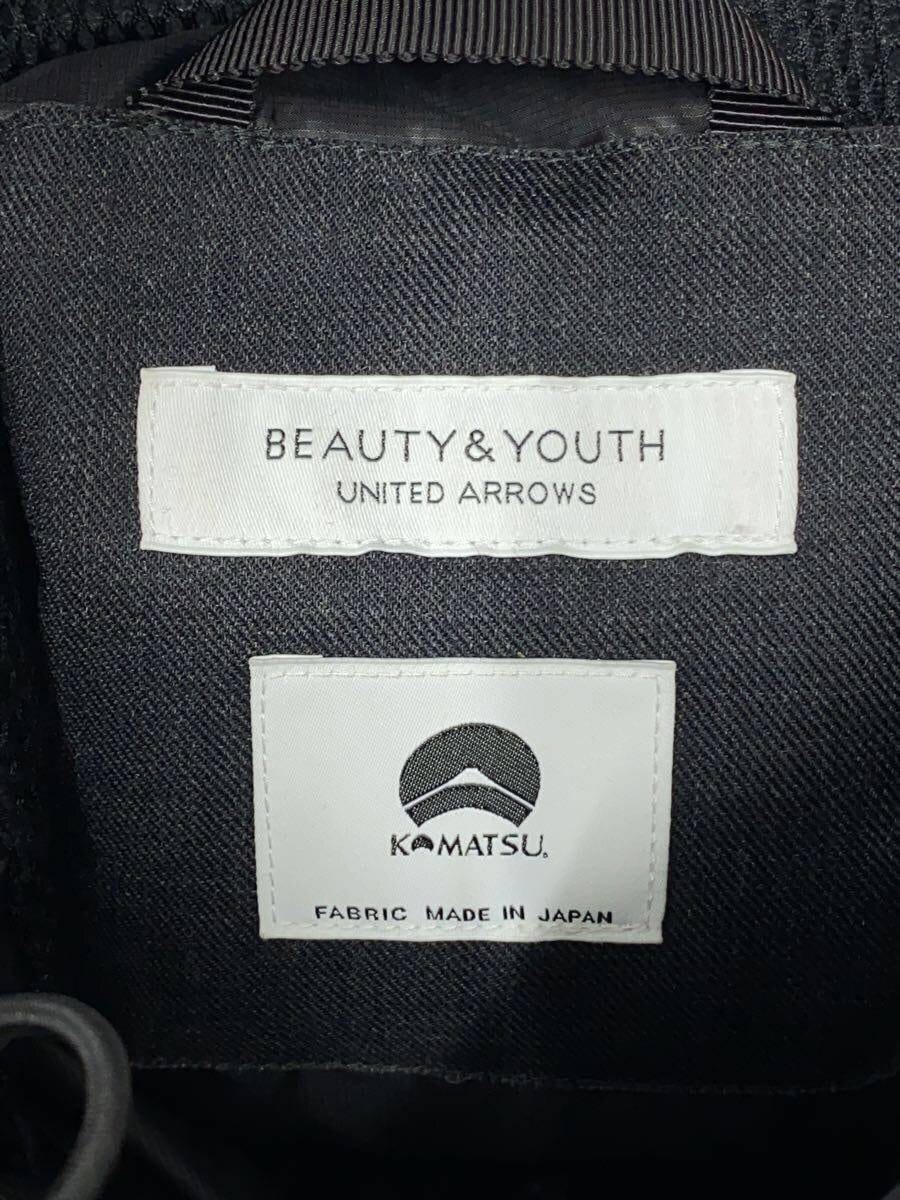 BEAUTY&YOUTH
UNITED ARROWS
KOMATSU.
FABRIC MADE IN JAPAN